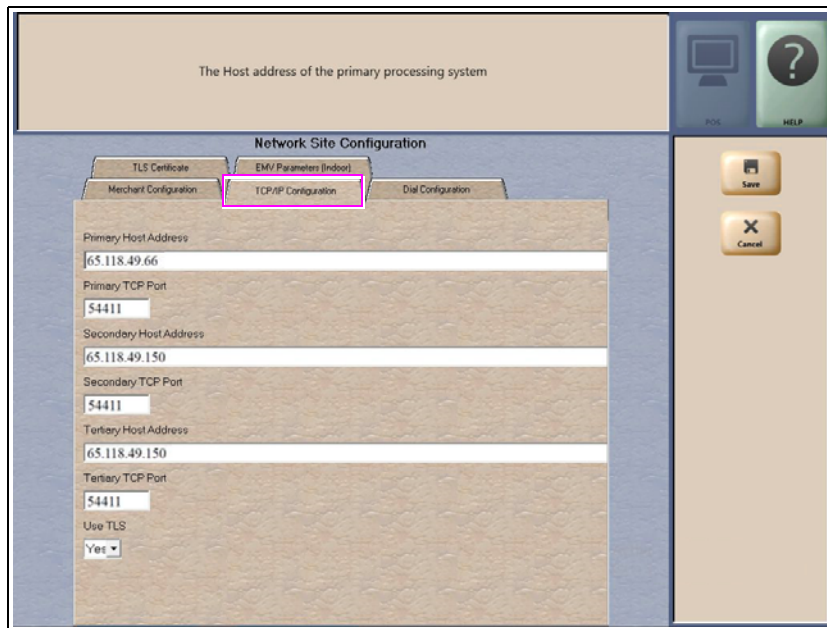 The Host address of the primary processing system
POS
HELP
Network Site Configuration
TLS Certificate
EMV Parameters (Indoor)
Merchant Configuration
TCP/IP Configuration
Dial Configuration
Save
Cancel
Primary Host Address
65.118.49.66
Primary TCP Port
54411
Secondary Host Address
65.118.49.150
Secondary TCP Port
54411
Tertiary Host Address
65.118.49.150
Tertiary TCP Port
54411
Use TLS
Yes